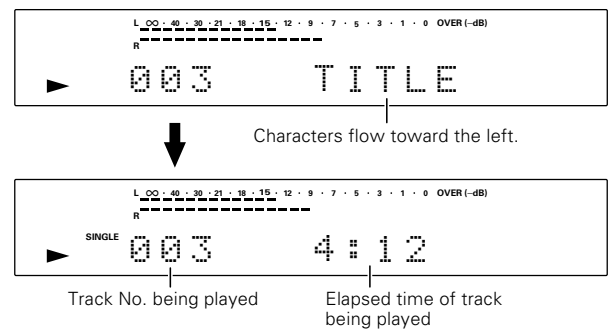 L ∞ · 40 · 30 · 21 · 18 · 15 · 12 · 9 · 7 · 5 · 3 · 1 · 0 OVER (–dB)
R
003 TITLE
Characters flow toward the left.
L ∞ · 40 · 30 · 21 · 18 · 15 · 12 · 9 · 7 · 5 · 3 · 1 · 0 OVER (–dB)
R
SINGLE 003 4:12
Track No. being played
Elapsed time of track
being played